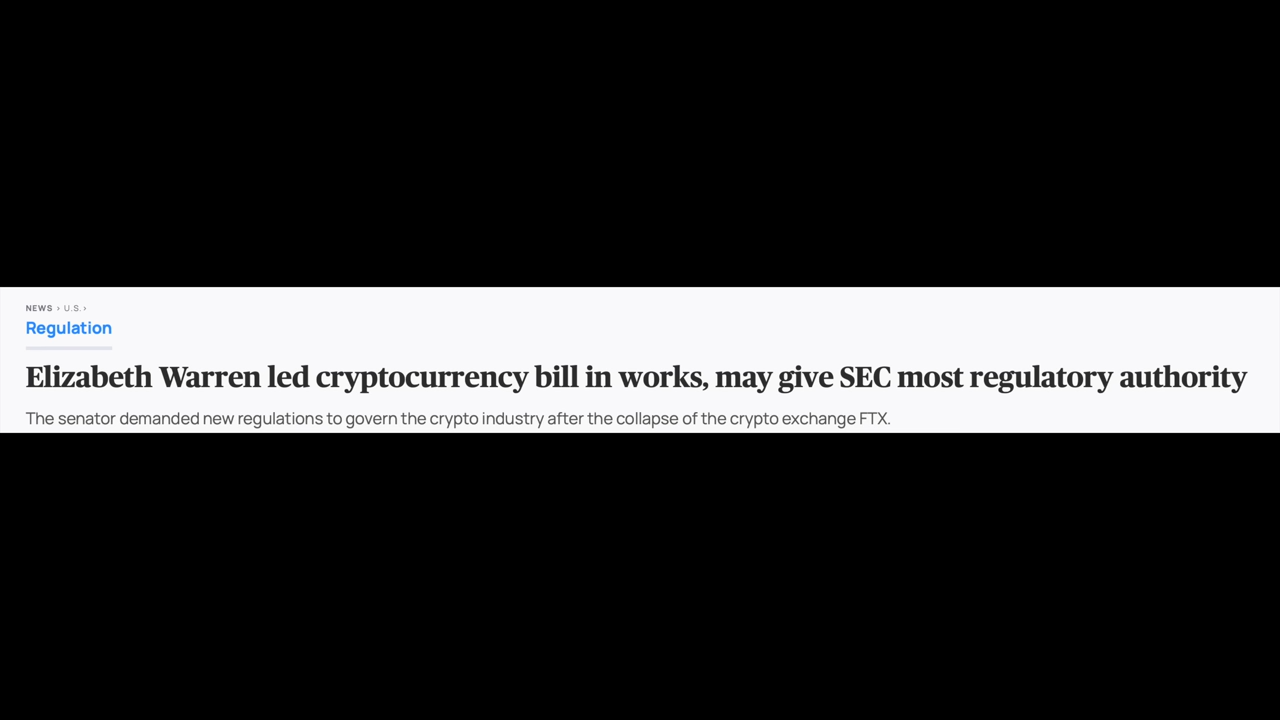 NEWS > U.S.>
Regulation
Elizabeth Warren led cryptocurrency bill in works, may give SEC most regulatory authority
The senator demanded new regulations to govern the crypto industry after the collapse of the crypto exchange FTX.